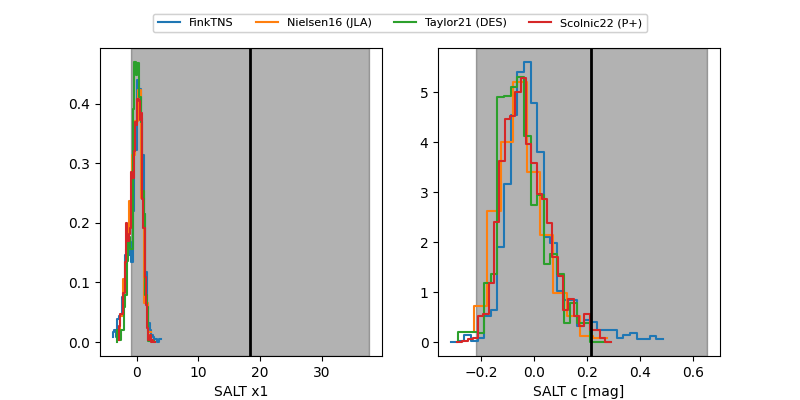 FinkTNS Nielsen16 (JLA) Taylor21 (DES) Scolnic22 (P+)
0.4
0.3
0.2
0.1
0.0
0 10 20 30
SALT x1
5
4
3
2
1
0
−0.2 0.0 0.2 0.4 0.6
SALT c [mag]